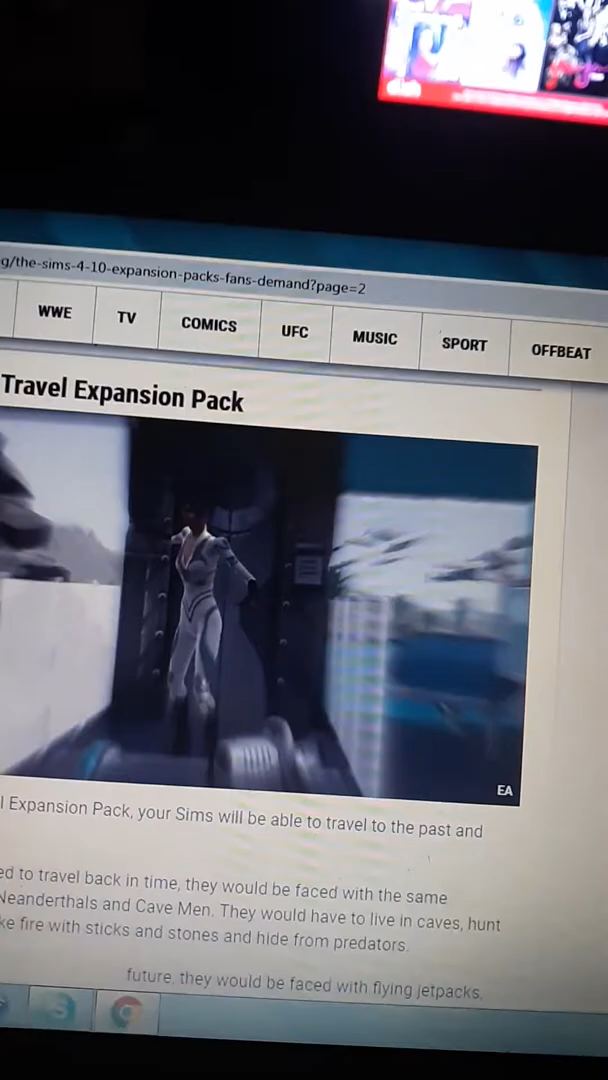 g/the-sims-4-10-expansion-packs-fans-demand?page=2
WWE TV COMICS UFC MUSIC SPORT OFFBEAT
Travel Expansion Pack
EA
l Expansion Pack, your Sims will be able to travel to the past and
ed to travel back in time, they would be faced with the same
Neanderthals and Cave Men. They would have to live in caves, hunt
ke fire with sticks and stones and hide from predators.
future, they would be faced with flying jetpacks,